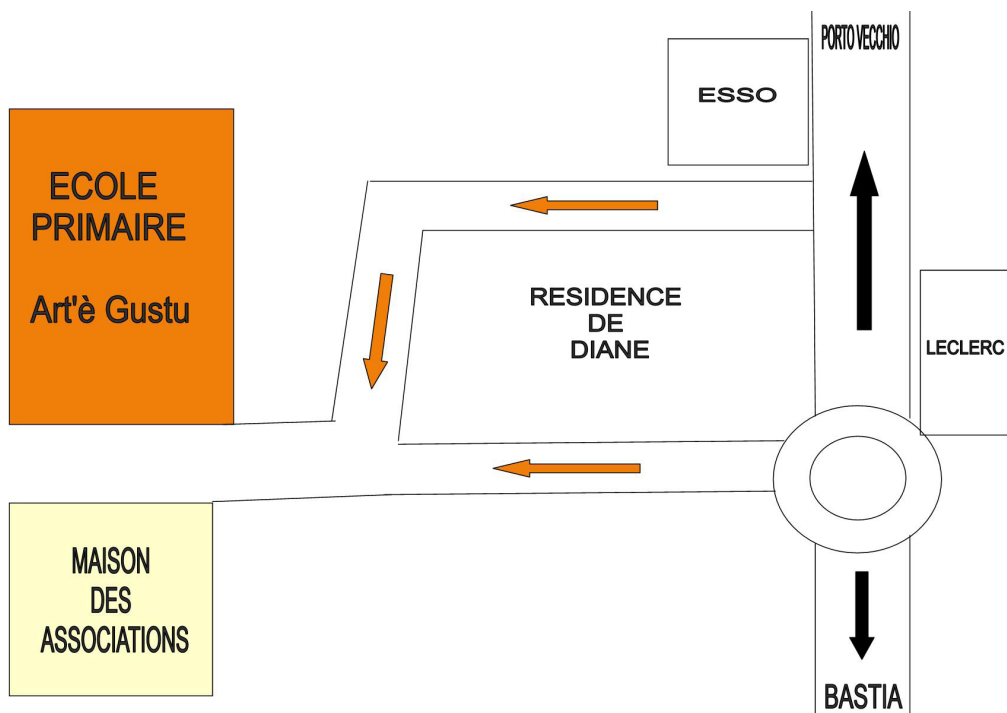 PORTO VECCHIO
ESSO
ECOLE
PRIMAIRE
Art'è Gustu
RESIDENCE
DE
DIANE
LECLERC
MAISON
DES
ASSOCIATIONS
BASTIA